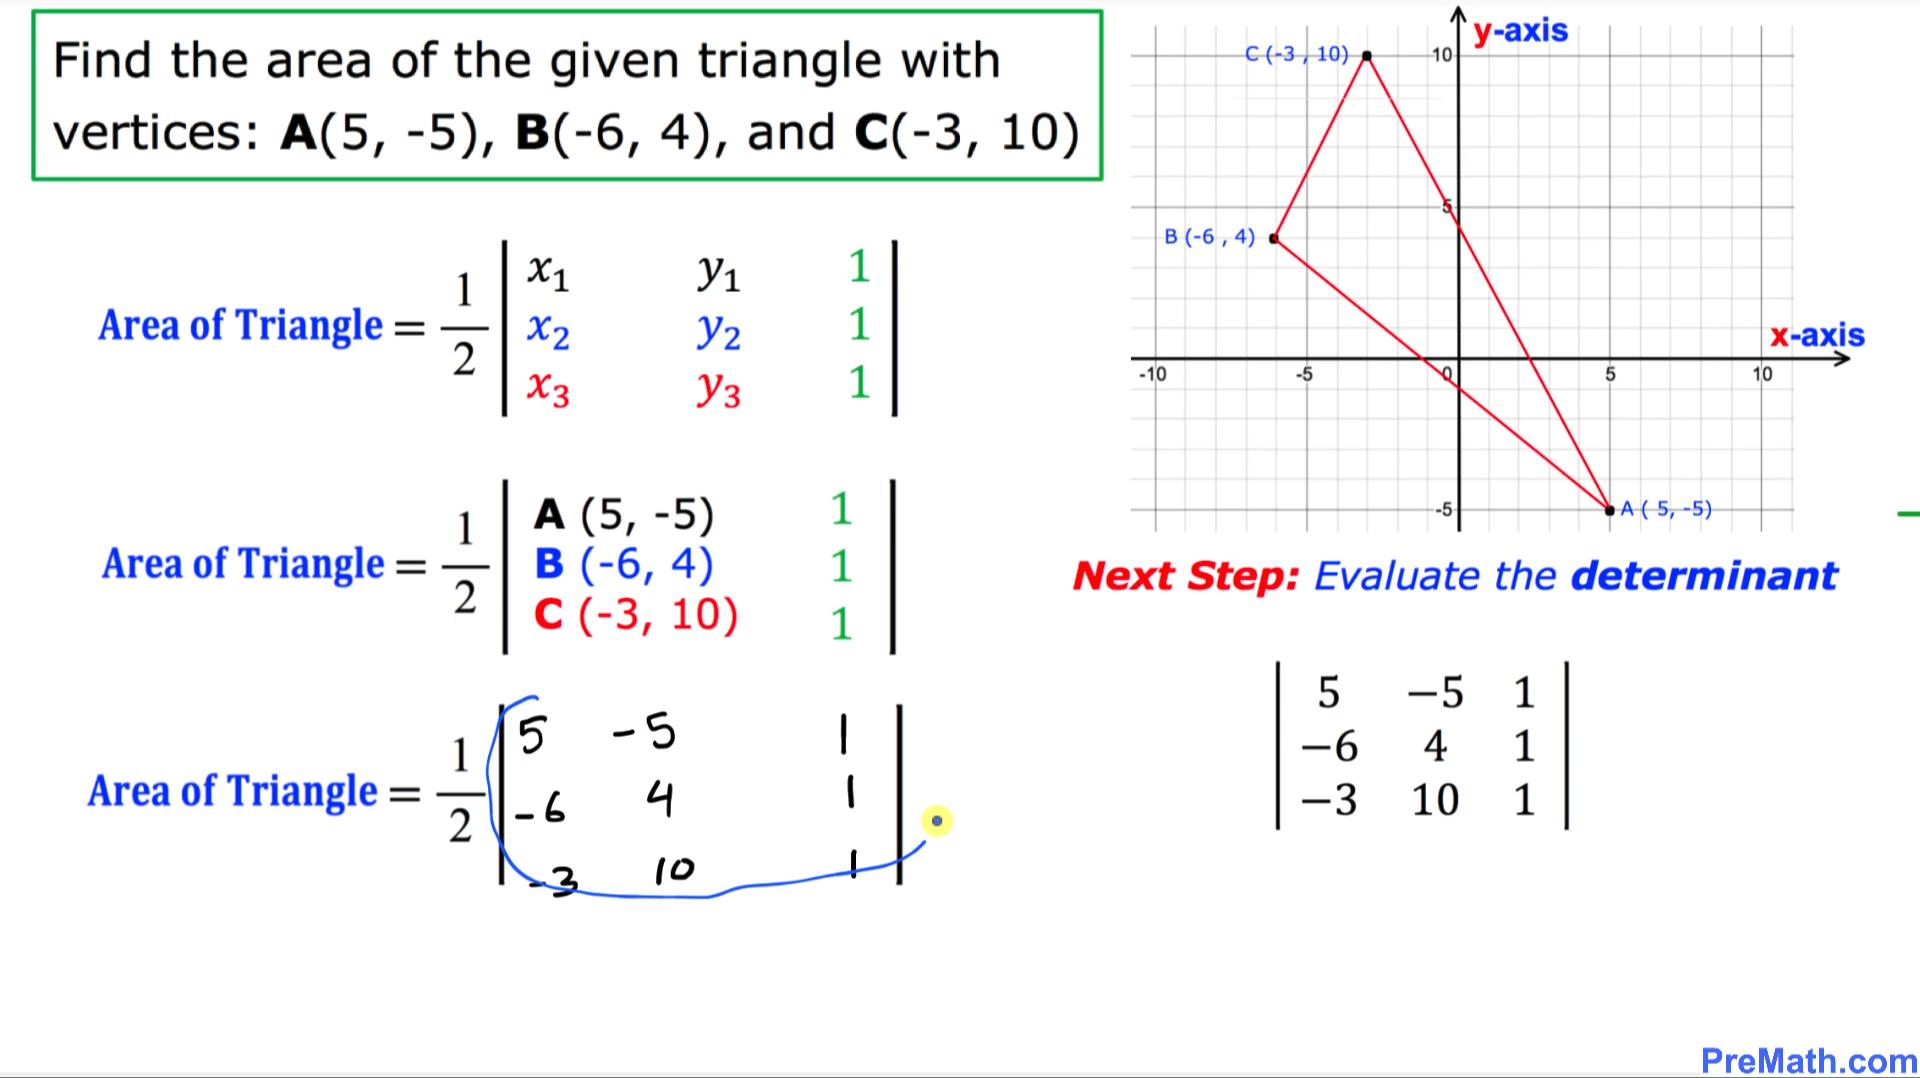 Find the area of the given triangle with
vertices: A(5, -5), B(-6, 4), and C(-3, 10)
Area of Triangle = 1/2 | x₁ y₁ 1 |
| x₂ y₂ 1 |
| x₃ y₃ 1 |
Area of Triangle = 1/2 | A (5, -5) 1 |
| B (-6, 4) 1 |
| C (-3, 10) 1 |
Area of Triangle = 1/2 | 5 -5 1 |
| -6 4 1 |
| -3 10 1 |
y-axis
C (-3 , 10)
10
5
B (-6 , 4)
x-axis
-10 -5 0 5 10
-5
A ( 5, -5)
Next Step: Evaluate the determinant
| 5 −5 1 |
| −6 4 1 |
| −3 10 1 |
PreMath.com